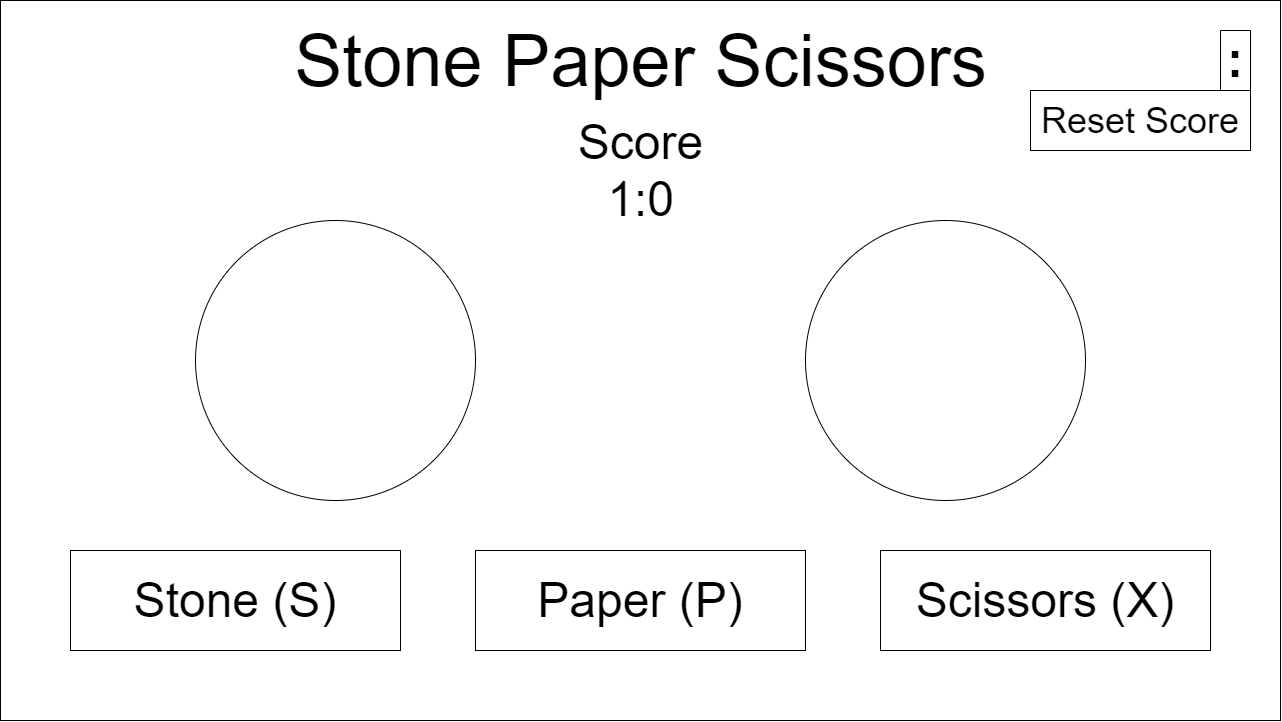 Stone Paper Scissors
:
Reset Score
Score
1:0
Stone (S)
Paper (P)
Scissors (X)